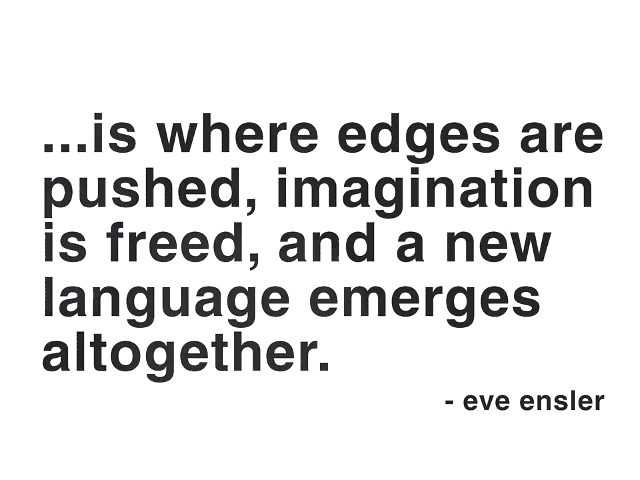 ...is where edges are
pushed, imagination
is freed, and a new
language emerges
altogether.
- eve ensler